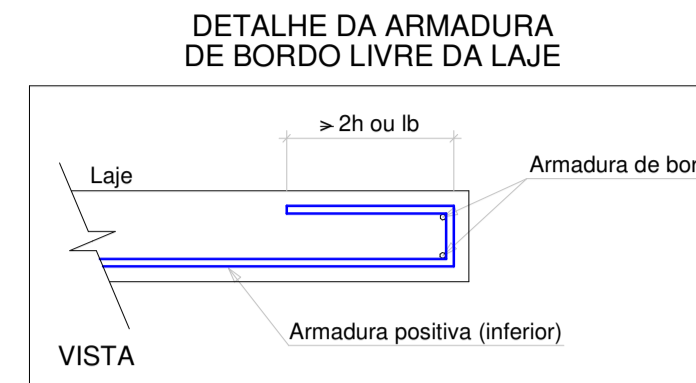 DETALHE DA ARMADURA
DE BORDO LIVRE DA LAJE
⩾ 2h ou lb
Laje
Armadura de bor
Armadura positiva (inferior)
VISTA